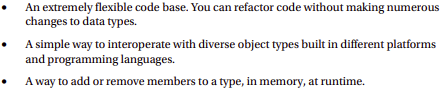 • An extremely flexible code base. You can refactor code without making numerous
changes to data types.
• A simple way to interoperate with diverse object types built in different platforms
and programming languages.
• A way to add or remove members to a type, in memory, at runtime.